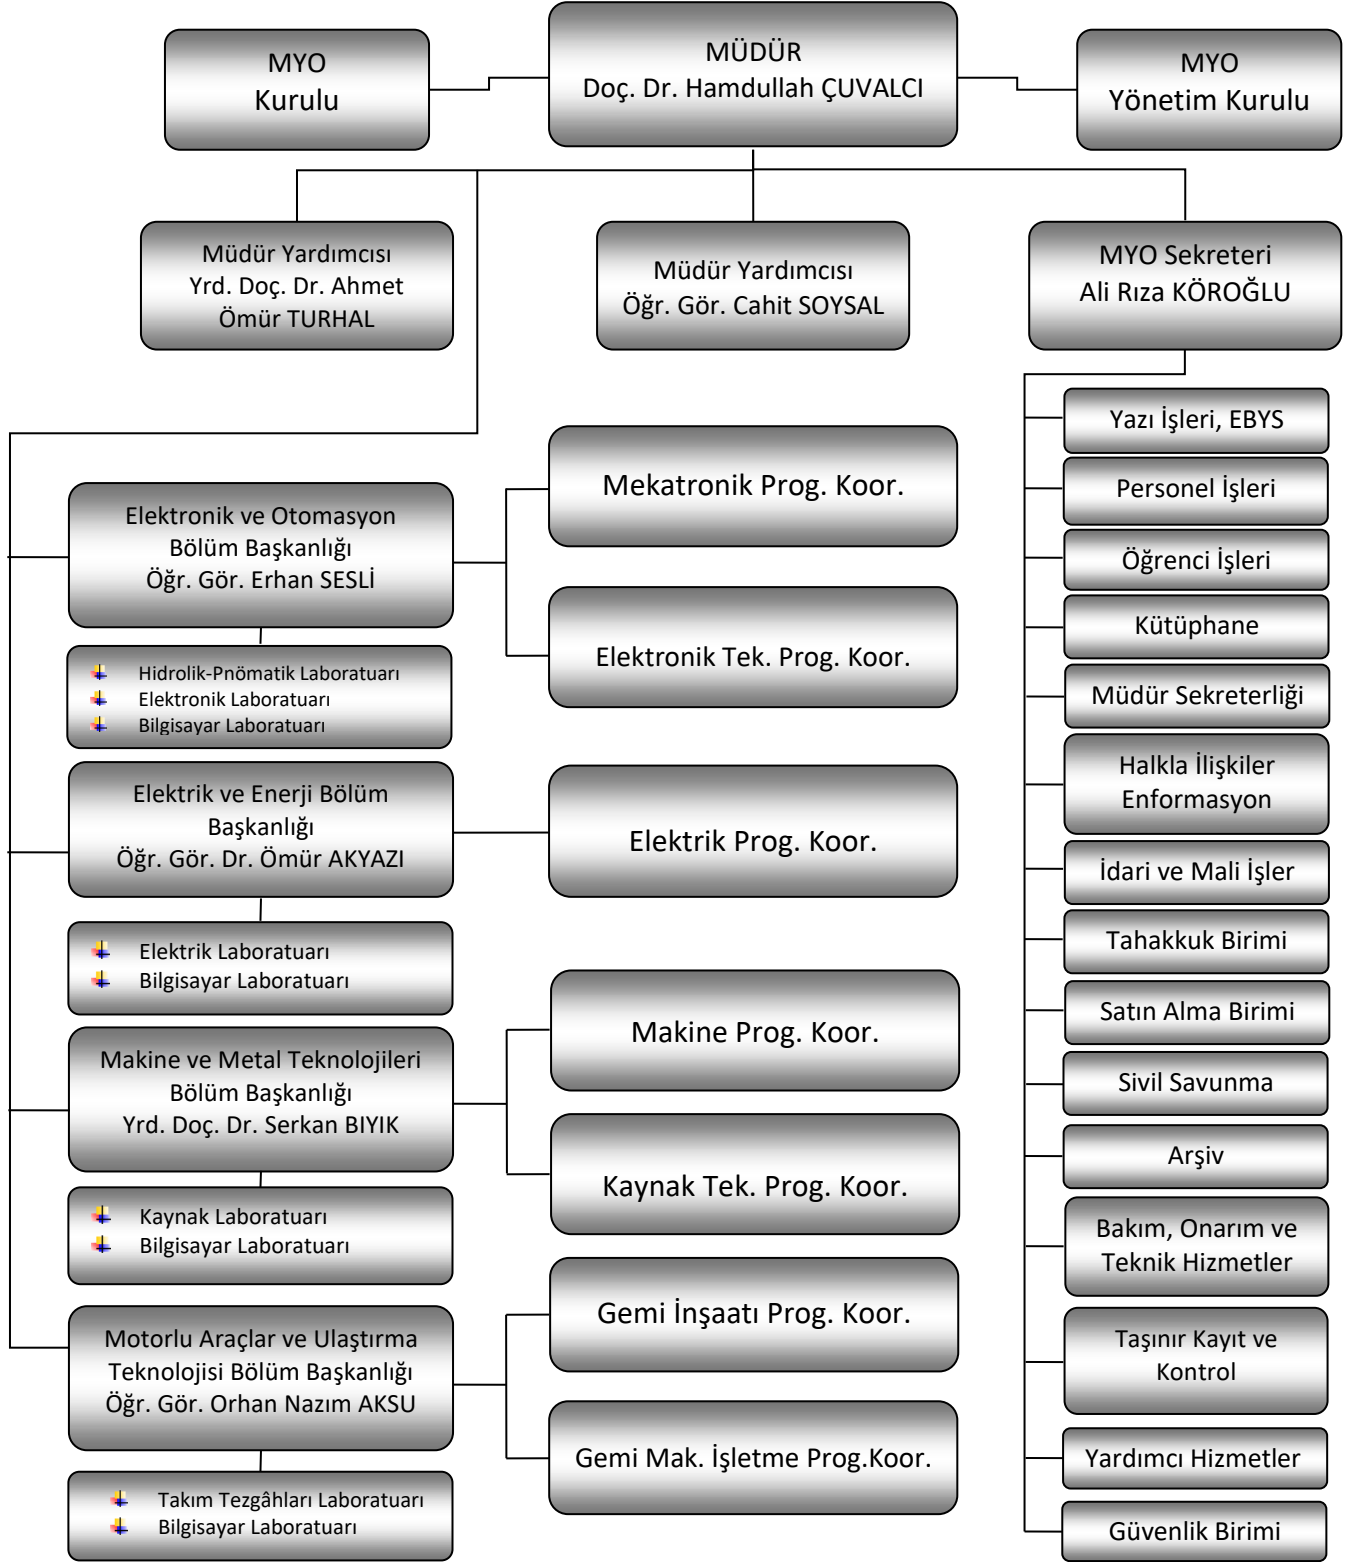 MYO
Kurulu
MÜDÜR
Doç. Dr. Hamdullah ÇUVALCI
MYO
Yönetim Kurulu
Müdür Yardımcısı
Yrd. Doç. Dr. Ahmet
Ömür TURHAL
Müdür Yardımcısı
Öğr. Gör. Cahit SOYSAL
MYO Sekreteri
Ali Rıza KÖROĞLU
Elektronik ve Otomasyon
Bölüm Başkanlığı
Öğr. Gör. Erhan SESLİ
Hidrolik-Pnömatik Laboratuarı
Elektronik Laboratuarı
Bilgisayar Laboratuarı
Mekatronik Prog. Koor.
Elektronik Tek. Prog. Koor.
Elektrik ve Enerji Bölüm
Başkanlığı
Öğr. Gör. Dr. Ömür AKYAZI
Elektrik Laboratuarı
Bilgisayar Laboratuarı
Elektrik Prog. Koor.
Makine ve Metal Teknolojileri
Bölüm Başkanlığı
Yrd. Doç. Dr. Serkan BIYIK
Kaynak Laboratuarı
Bilgisayar Laboratuarı
Makine Prog. Koor.
Kaynak Tek. Prog. Koor.
Motorlu Araçlar ve Ulaştırma
Teknolojisi Bölüm Başkanlığı
Öğr. Gör. Orhan Nazım AKSU
Takım Tezgâhları Laboratuarı
Bilgisayar Laboratuarı
Gemi İnşaatı Prog. Koor.
Gemi Mak. İşletme Prog.Koor.
Yazı İşleri, EBYS
Personel İşleri
Öğrenci İşleri
Kütüphane
Müdür Sekreterliği
Halkla İlişkiler
Enformasyon
İdari ve Mali İşler
Tahakkuk Birimi
Satın Alma Birimi
Sivil Savunma
Arşiv
Bakım, Onarım ve
Teknik Hizmetler
Taşınır Kayıt ve
Kontrol
Yardımcı Hizmetler
Güvenlik Birimi